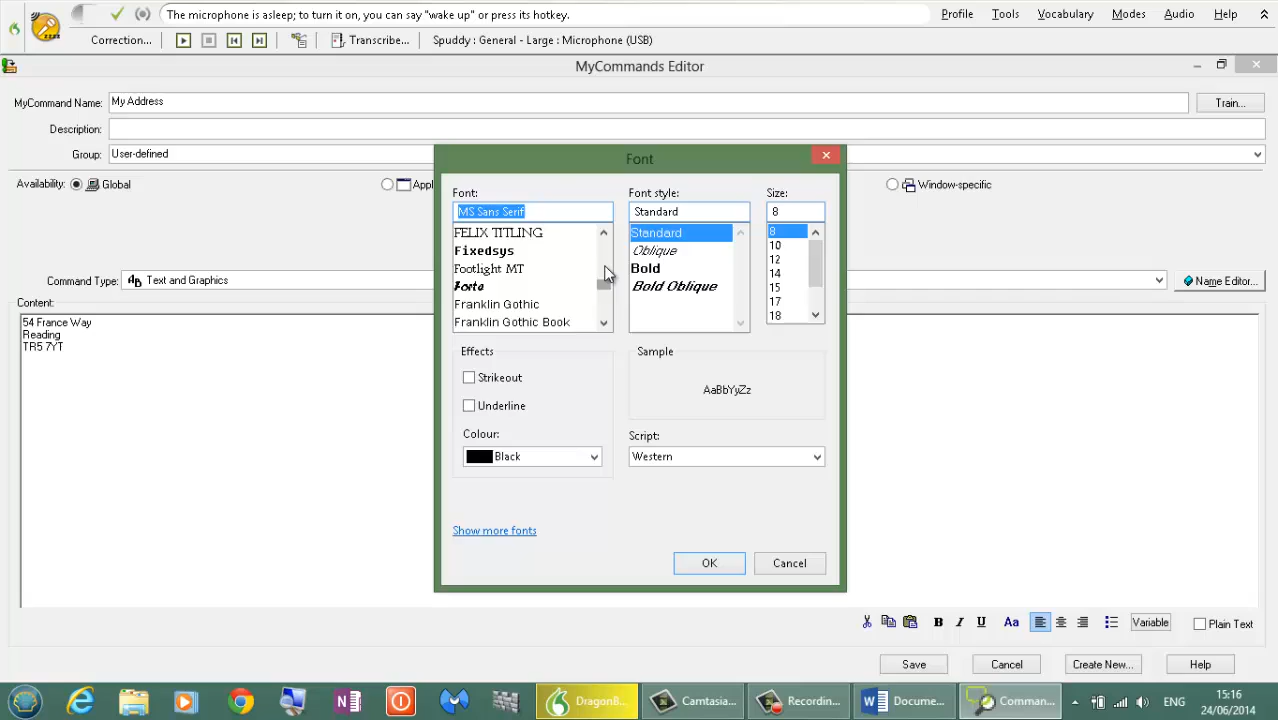 The microphone is asleep; to turn it on, you can say "wake up" or press its hotkey.
Profile Tools Vocabulary Modes Audio Help
Correction... Transcribe... Spuddy : General - Large : Microphone (USB)
MyCommands Editor
MyCommand Name: My Address Train...
Description:
Group: User-defined
Availability: Global Appl Window-specific
Command Type: Text and Graphics Name Editor...
Content:
54 France Way
Reading
TR5 7YT
Font
Font: Font style: Size:
MS Sans Serif Standard 8
FELIX TITLING Standard 8
Fixedsys Oblique 10
Footlight MT Bold 12
Forte Bold Oblique 14
Franklin Gothic 15
Franklin Gothic Book 17
18
Effects Sample
Strikeout AaBbYyZz
Underline
Colour: Script:
Black Western
Show more fonts
OK Cancel
B I U Aa Variable Plain Text
Save Cancel Create New... Help
DragonB... Camtasia... Recordin... Docume... Comman... ENG 15:16
24/06/2014